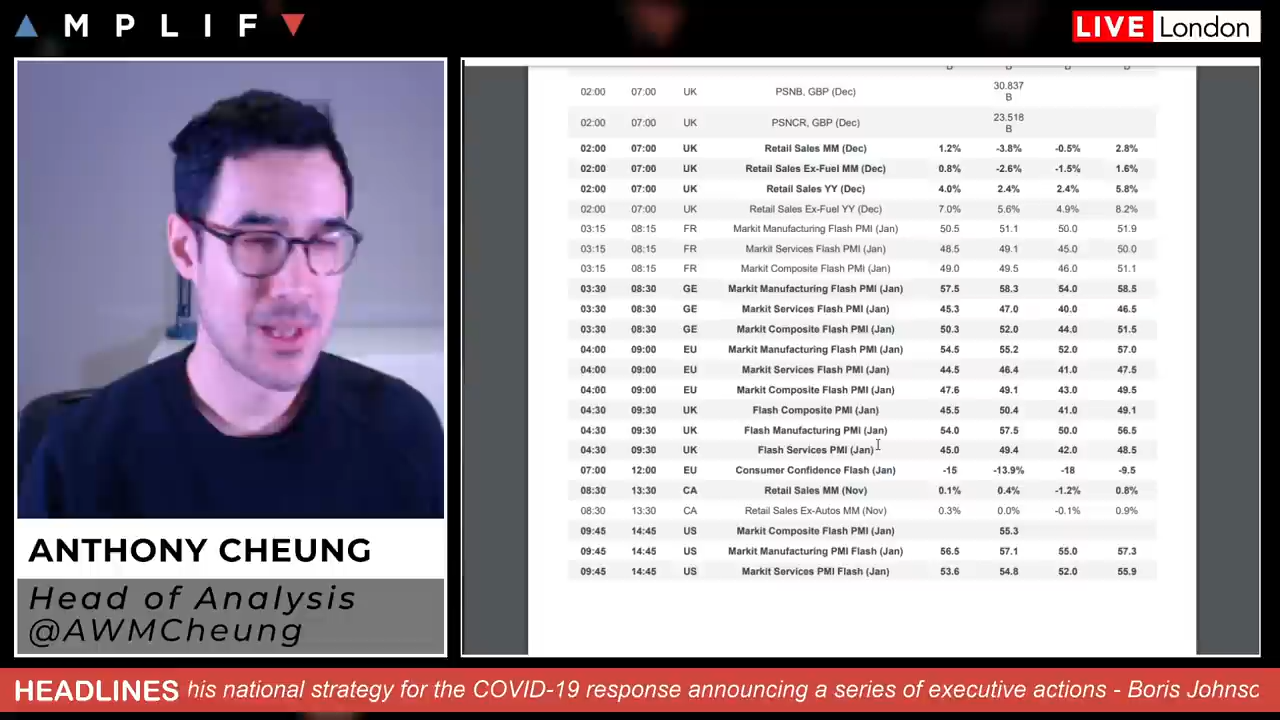 AMPLIFY
LIVE London
30.837
02:00 07:00 UK PSNB, GBP (Dec)
B
23.518
02:00 07:00 UK PSNCR, GBP (Dec)
B
02:00 07:00 UK Retail Sales MM (Dec) 1.2% -3.8% -0.5% 2.8%
02:00 07:00 UK Retail Sales Ex-Fuel MM (Dec) 0.8% -2.6% -1.5% 1.6%
02:00 07:00 UK Retail Sales YY (Dec) 4.0% 2.4% 2.4% 5.8%
02:00 07:00 UK Retail Sales Ex-Fuel YY (Dec) 7.0% 5.6% 4.9% 8.2%
03:15 08:15 FR Markit Manufacturing Flash PMI (Jan) 50.5 51.1 50.0 51.9
03:15 08:15 FR Markit Services Flash PMI (Jan) 48.5 49.1 45.0 50.0
03:15 08:15 FR Markit Composite Flash PMI (Jan) 49.0 49.5 46.0 51.1
03:30 08:30 GE Markit Manufacturing Flash PMI (Jan) 57.5 58.3 54.0 58.5
03:30 08:30 GE Markit Services Flash PMI (Jan) 45.3 47.0 40.0 46.5
03:30 08:30 GE Markit Composite Flash PMI (Jan) 50.3 52.0 44.0 51.5
04:00 09:00 EU Markit Manufacturing Flash PMI (Jan) 54.5 55.2 52.0 57.0
04:00 09:00 EU Markit Services Flash PMI (Jan) 44.5 46.4 41.0 47.5
04:00 09:00 EU Markit Composite Flash PMI (Jan) 47.6 49.1 43.0 49.5
04:30 09:30 UK Flash Composite PMI (Jan) 45.5 50.4 41.0 49.1
04:30 09:30 UK Flash Manufacturing PMI (Jan) 54.0 57.5 50.0 56.5
04:30 09:30 UK Flash Services PMI (Jan) 45.0 49.4 42.0 48.5
07:00 12:00 EU Consumer Confidence Flash (Jan) -15 -13.9% -18 -9.5
08:30 13:30 CA Retail Sales MM (Nov) 0.1% 0.4% -1.2% 0.8%
08:30 13:30 CA Retail Sales Ex-Autos MM (Nov) 0.3% 0.0% -0.1% 0.9%
09:45 14:45 US Markit Composite Flash PMI (Jan) 55.3
09:45 14:45 US Markit Manufacturing PMI Flash (Jan) 56.5 57.1 55.0 57.3
09:45 14:45 US Markit Services PMI Flash (Jan) 53.6 54.8 52.0 55.9
ANTHONY CHEUNG
Head of Analysis
@AWMCheung
HEADLINES his national strategy for the COVID-19 response announcing a series of executive actions - Boris Johnso